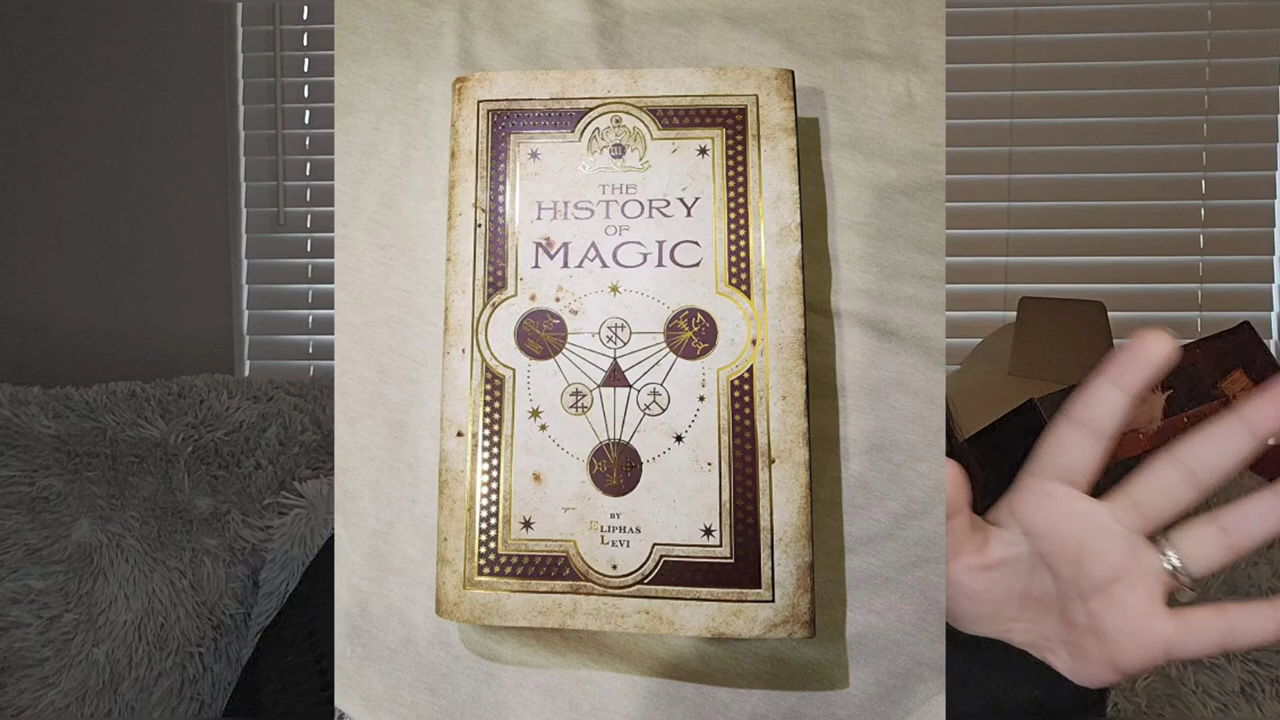 THE
HISTORY
OF
MAGIC
BY
ELIPHAS
LEVI